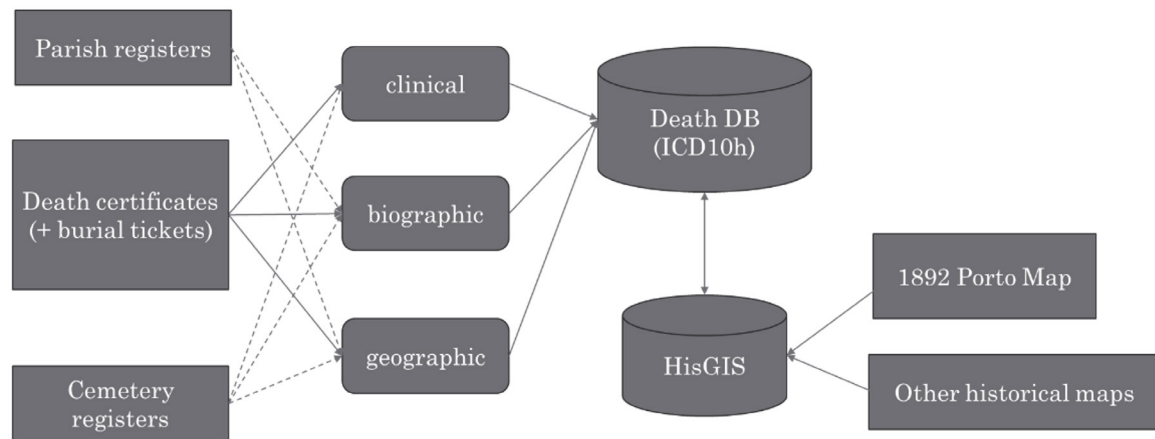 Parish registers
Death certificates
(+ burial tickets)
Cemetery
registers
clinical
biographic
geographic
Death DB
(ICD10h)
HisGIS
1892 Porto Map
Other historical maps